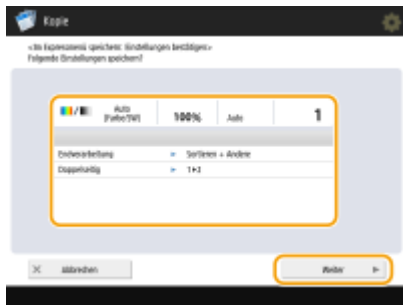 Kopie
<Im Expressmenü speichern: Einstellungen bestätigen>
Folgende Einstellungen speichern?
Auto (Farbe/SW) 100% Auto 1
Endverarbeitung ▶ Sortieren + Andere
Doppelseitig ▶ 1▶2
× Abbrechen Weiter ▶